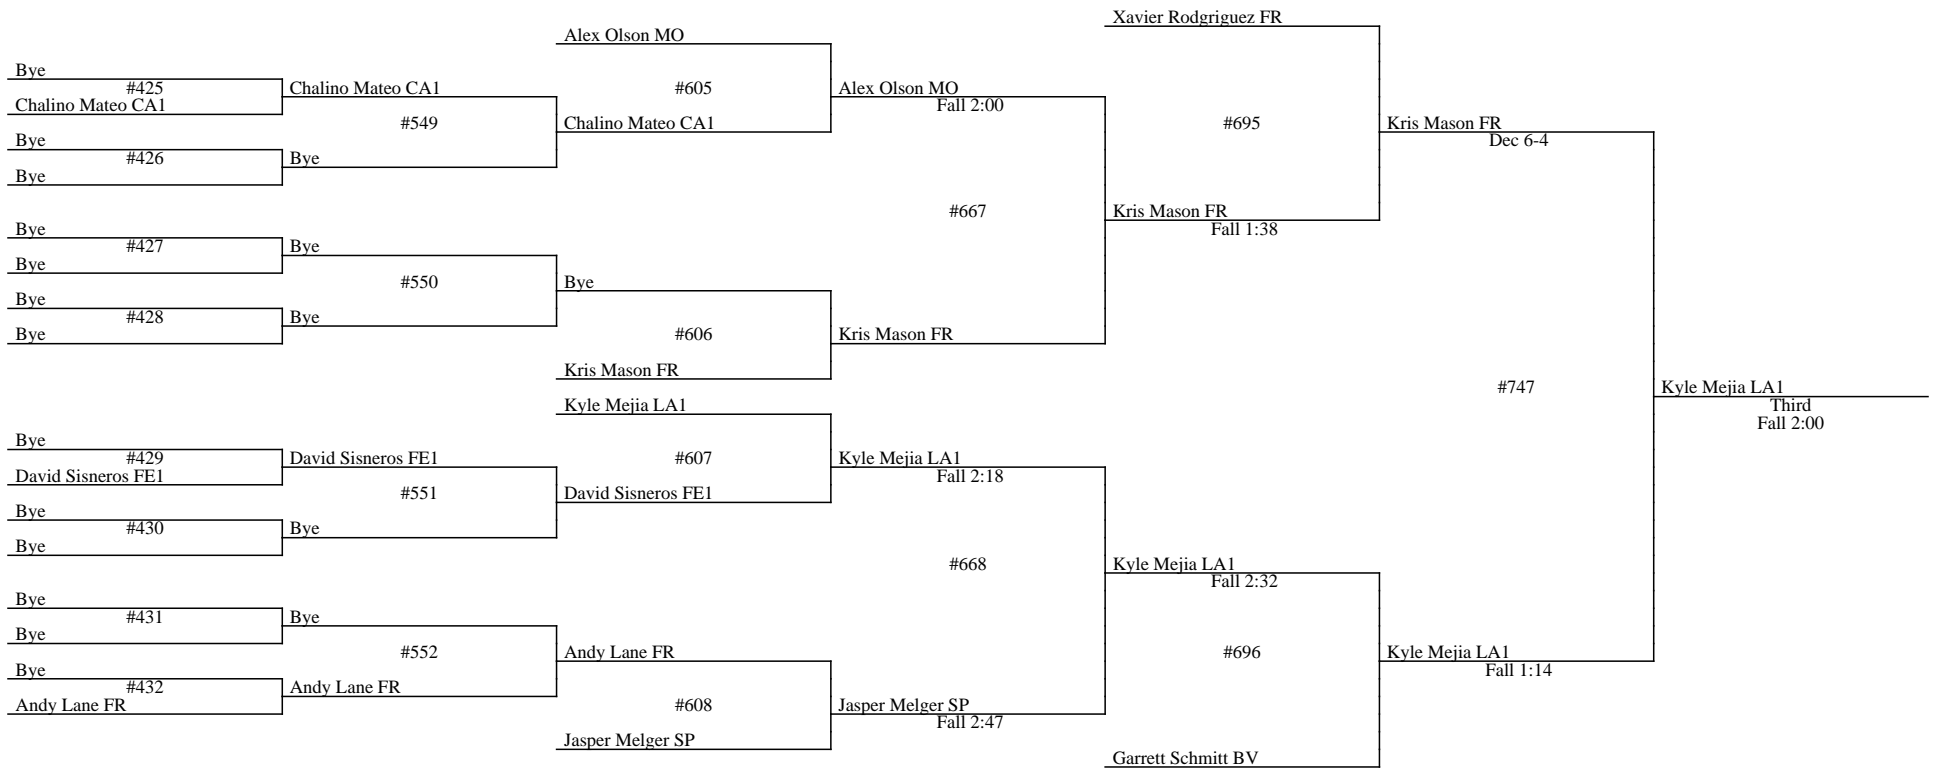 Xavier Rodgriguez FR
Alex Olson MO
Bye
#425
Chalino Mateo CA1
#605
Alex Olson MO
Chalino Mateo CA1
Fall 2:00
#549
Chalino Mateo CA1
#695
Kris Mason FR
Bye
Dec 6-4
#426
Bye
Bye
#667
Kris Mason FR
Bye
Fall 1:38
#427
Bye
Bye
#550
Bye
Bye
#428
Bye
Bye
#606
Kris Mason FR
Kris Mason FR
#747
Kyle Mejia LA1
Kyle Mejia LA1
Third
Fall 2:00
Bye
#429
David Sisneros FE1
#607
Kyle Mejia LA1
David Sisneros FE1
Fall 2:18
#551
David Sisneros FE1
Bye
#430
Bye
Bye
#668
Kyle Mejia LA1
Fall 2:32
Bye
#431
Bye
Bye
#552
Andy Lane FR
#696
Kyle Mejia LA1
Bye
Fall 1:14
#432
Andy Lane FR
Andy Lane FR
#608
Jasper Melger SP
Fall 2:47
Jasper Melger SP
Garrett Schmitt BV